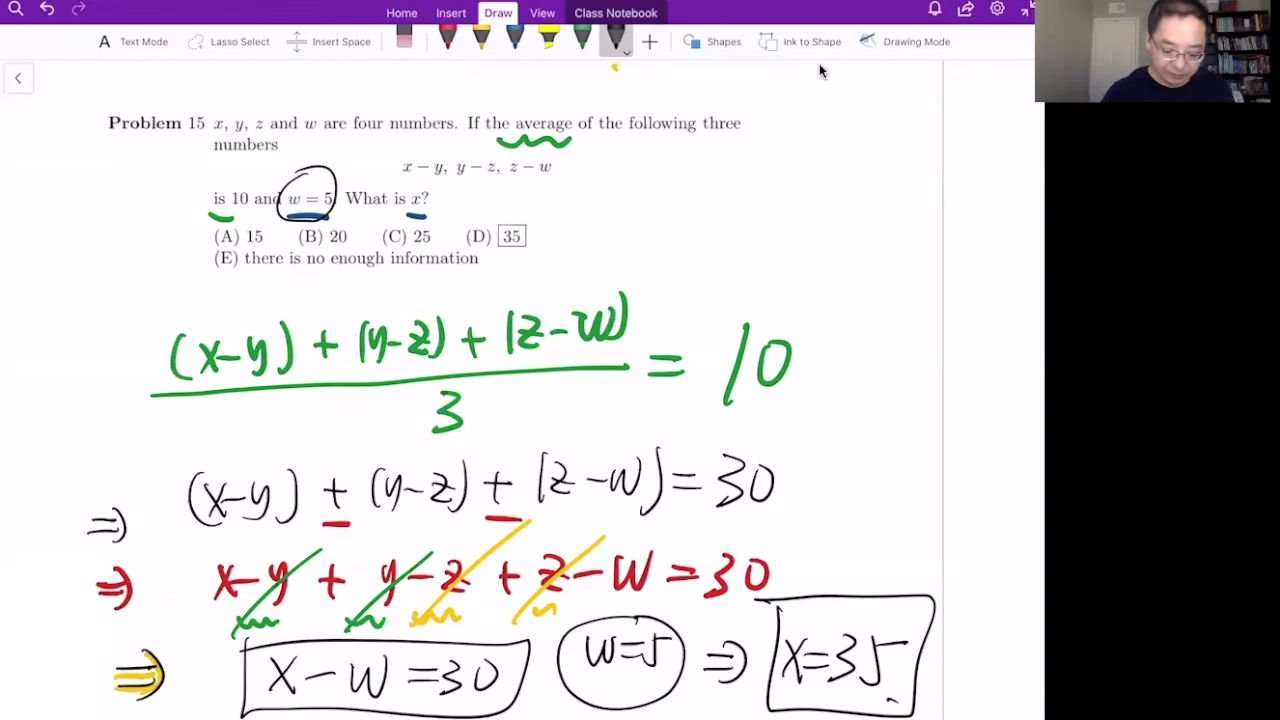 Home Insert Draw View Class Notebook
A Text Mode Lasso Select Insert Space Shapes Ink to Shape Drawing Mode
Problem 15 x, y, z and w are four numbers. If the average of the following three
numbers
x − y, y − z, z − w
is 10 and w = 5. What is x?
(A) 15 (B) 20 (C) 25 (D) 35
(E) there is no enough information
(x-y) + (y-z) + (z-w)
= 10
3
⇒ (x-y) + (y-z) + (z-w) = 30
⇒ x-y + y-z + z-w = 30
⇒ x-w = 30 w=5 ⇒ x=35